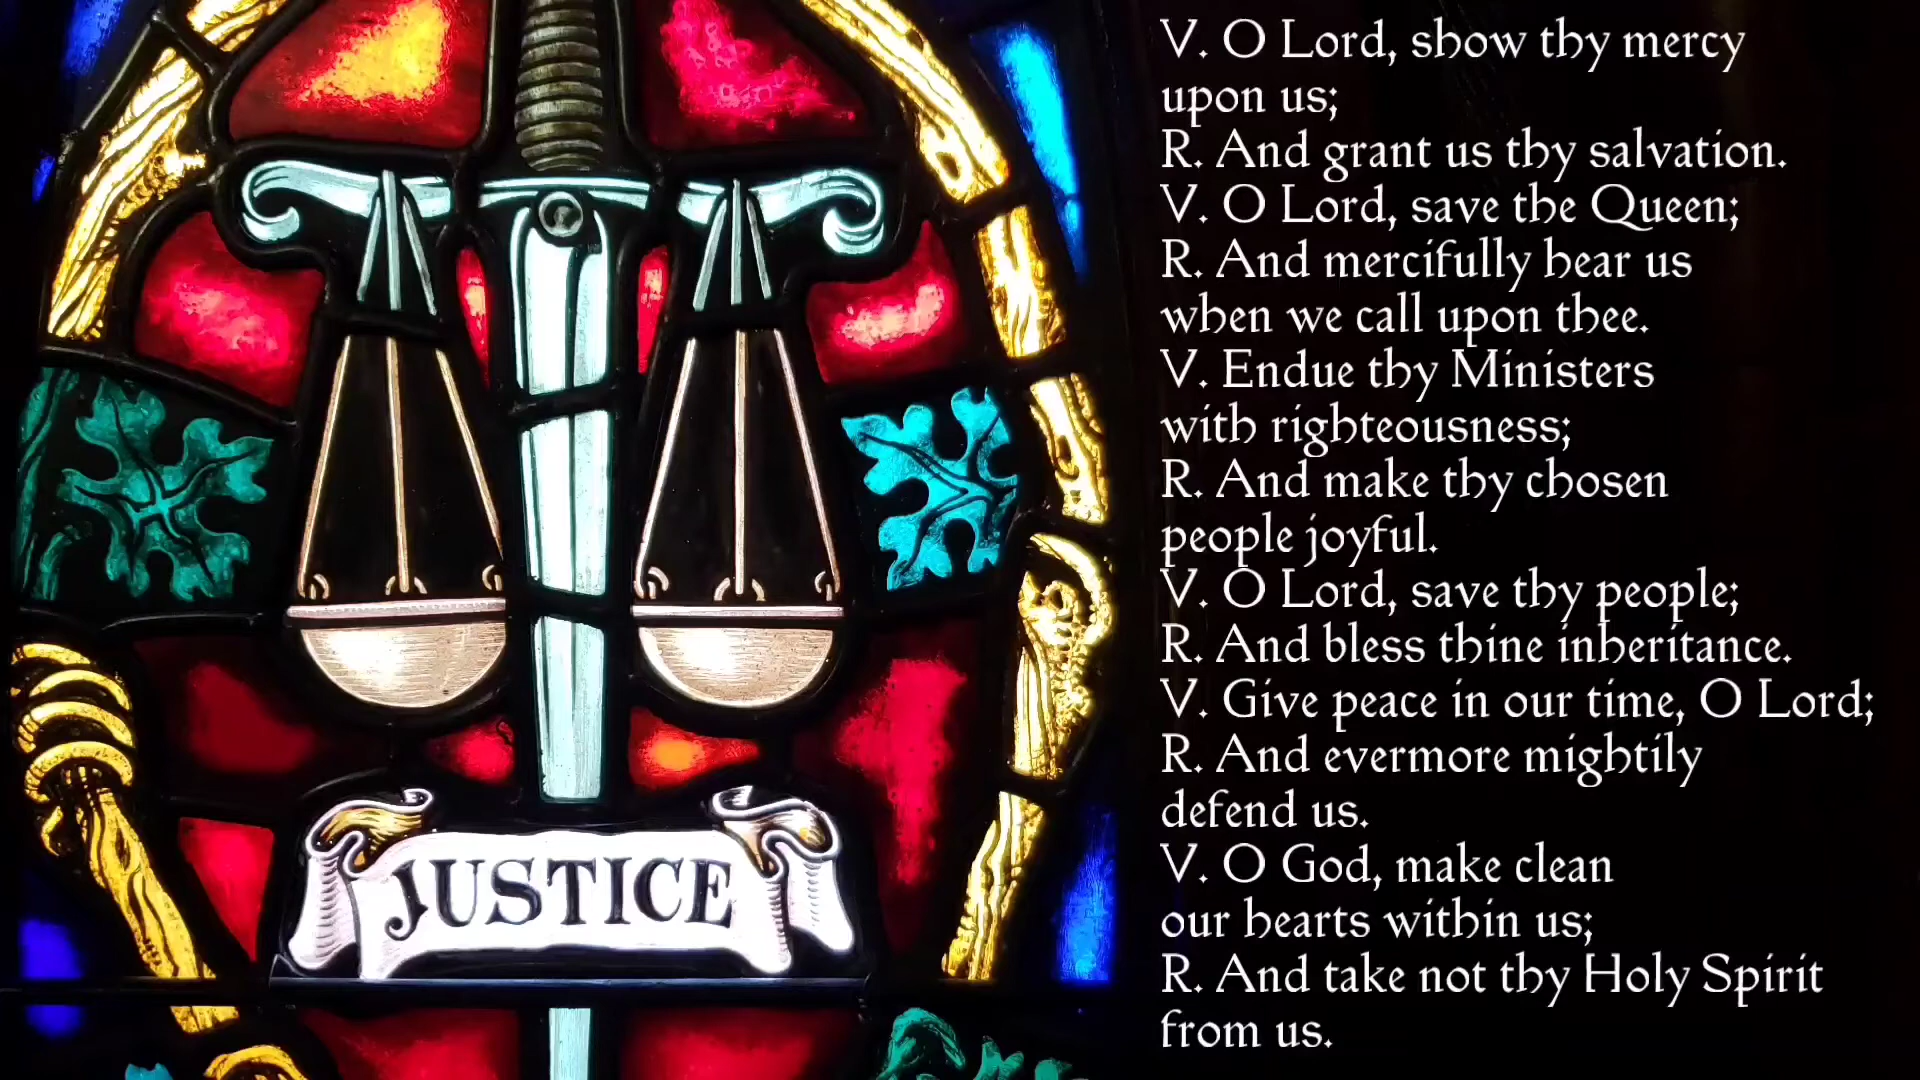 JUSTICE
V. O Lord, show thy mercy
upon us;
R. And grant us thy salvation.
V. O Lord, save the Queen;
R. And mercifully hear us
when we call upon thee.
V. Endue thy Ministers
with righteousness;
R. And make thy chosen
people joyful.
V. O Lord, save thy people;
R. And bless thine inheritance.
V. Give peace in our time, O Lord;
R. And evermore mightily
defend us.
V. O God, make clean
our hearts within us;
R. And take not thy Holy Spirit
from us.